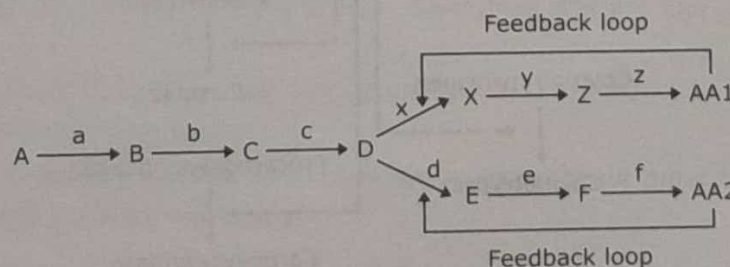 Feedback loop
x X y Z z AA1
A a B b C c D
d E e F f AA2
Feedback loop